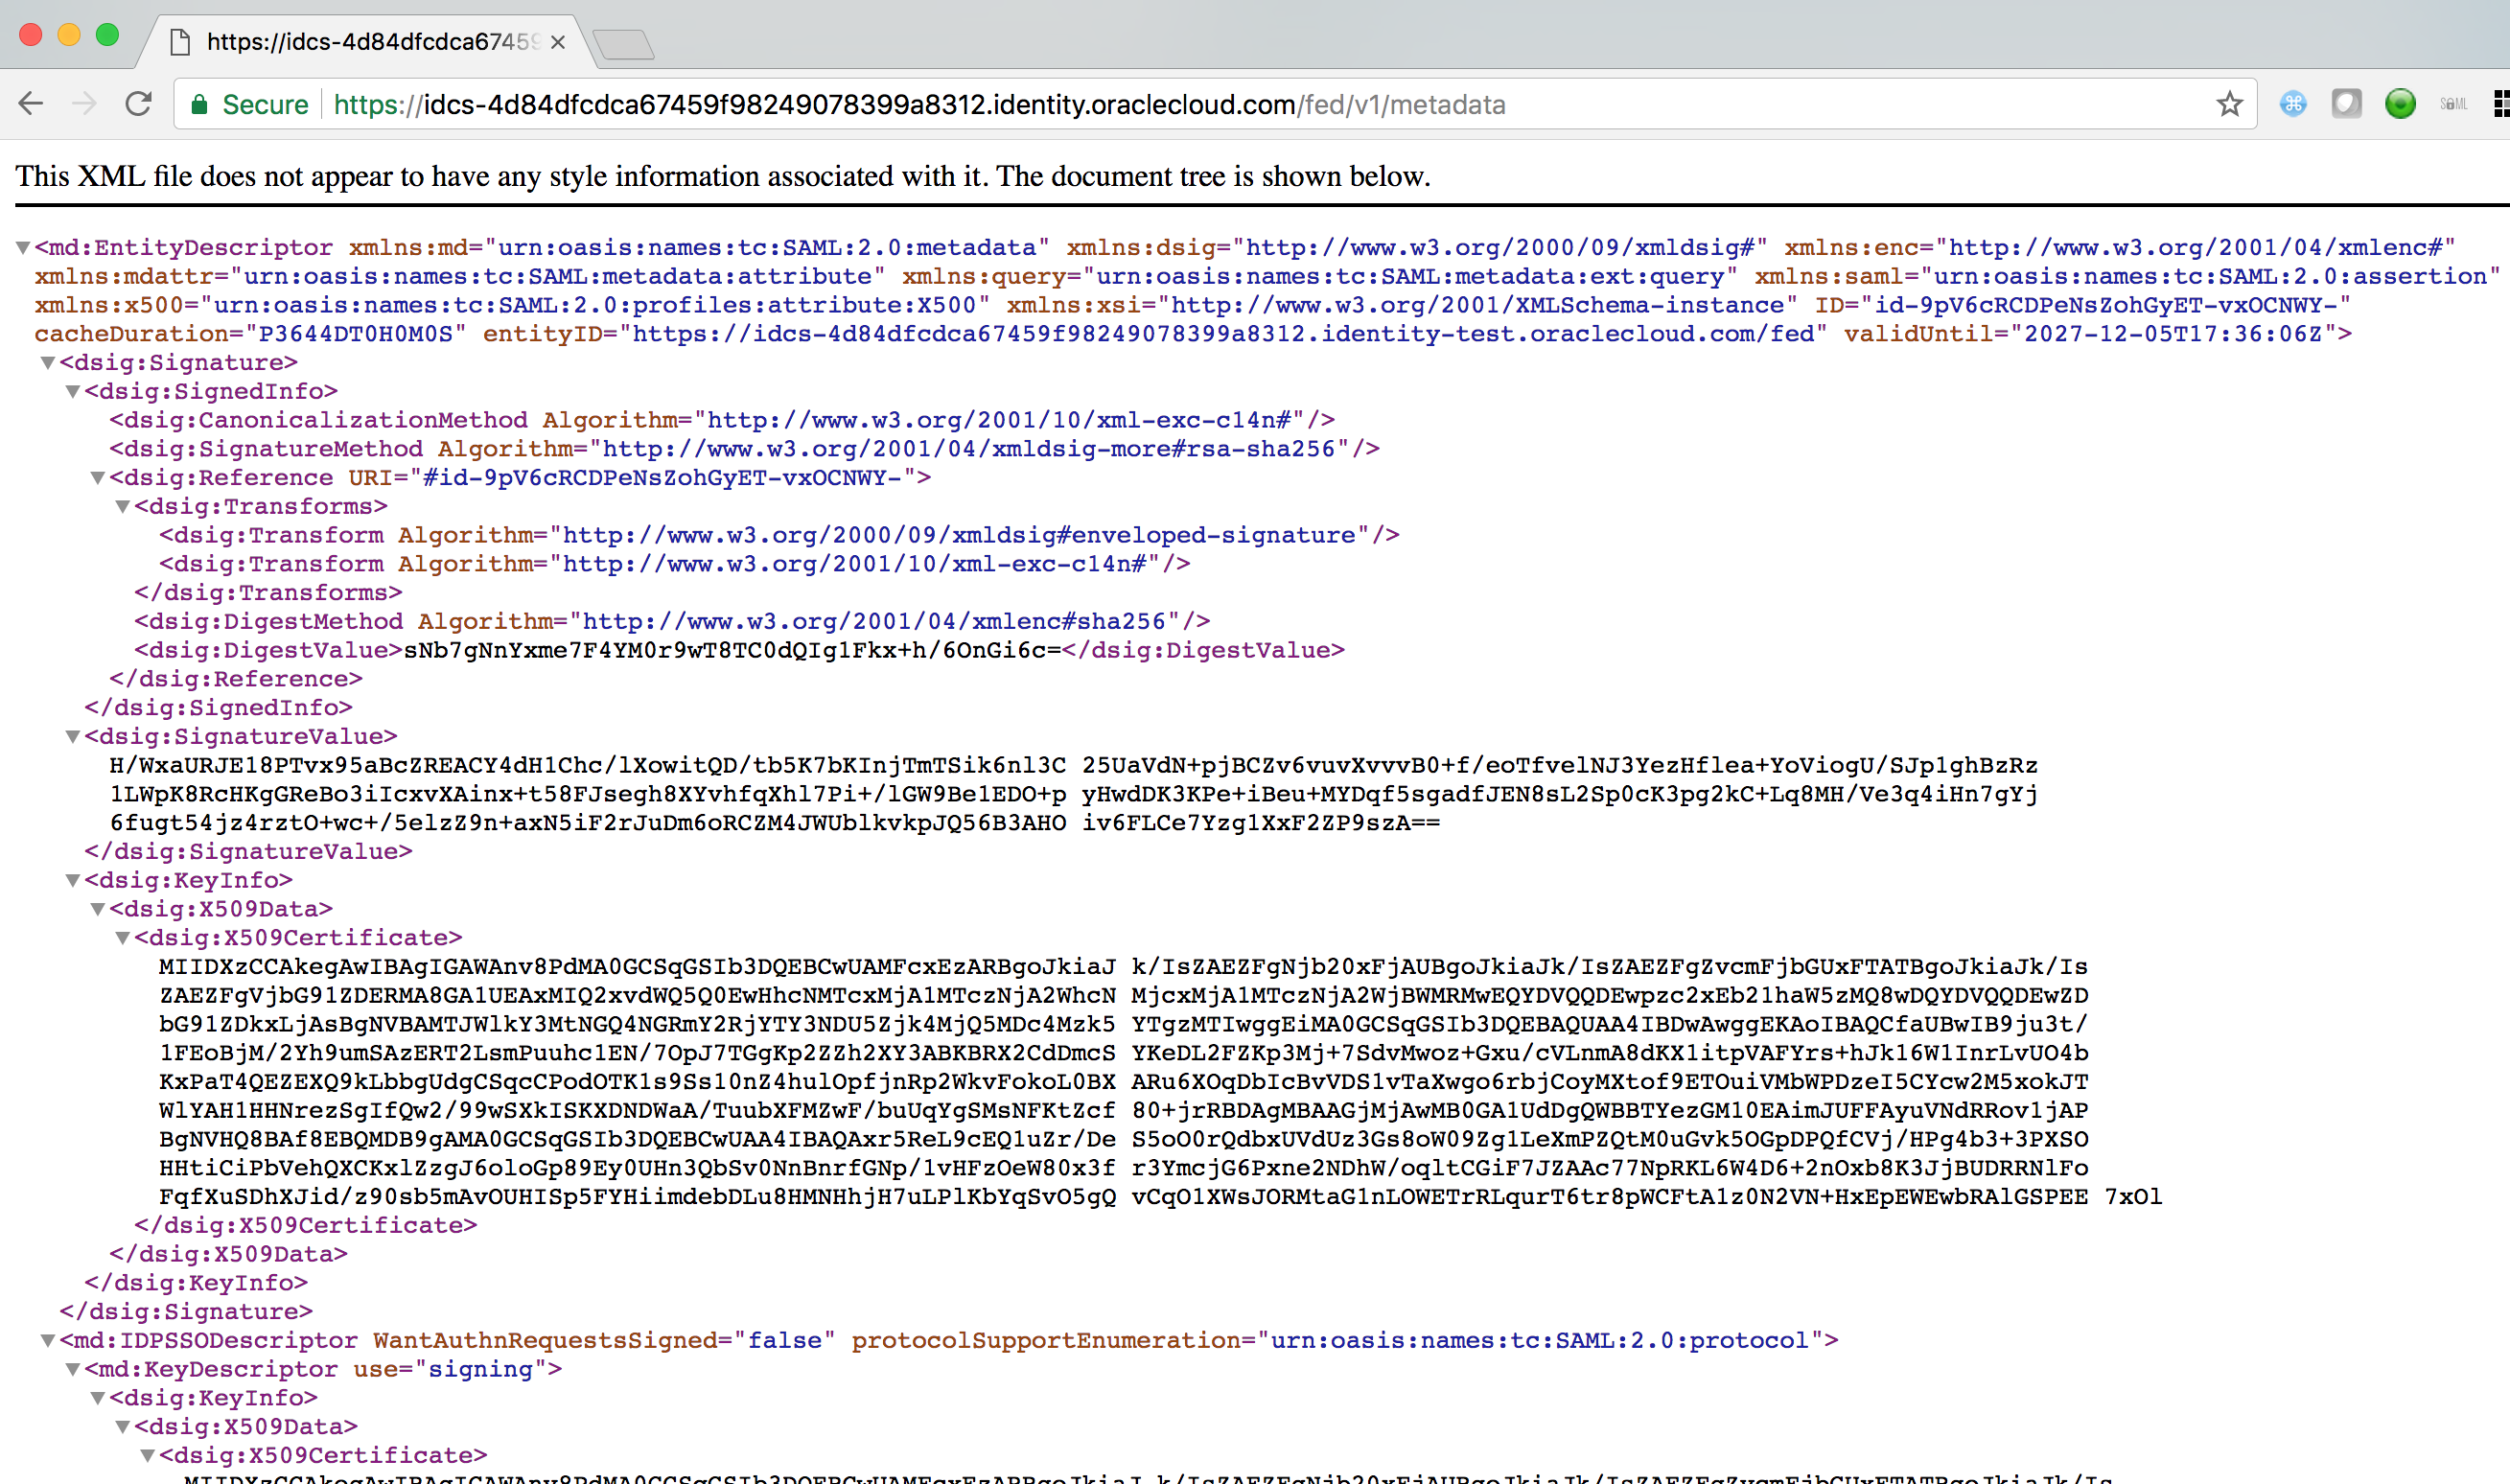 https://idcs-4d84dfcdca67459
Secure https://idcs-4d84dfcdca67459f98249078399a8312.identity.oraclecloud.com/fed/v1/metadata
SAML
This XML file does not appear to have any style information associated with it. The document tree is shown below.
<md:EntityDescriptor xmlns:md="urn:oasis:names:tc:SAML:2.0:metadata" xmlns:dsig="http://www.w3.org/2000/09/xmldsig#" xmlns:enc="http://www.w3.org/2001/04/xmlenc#"
xmlns:mdattr="urn:oasis:names:tc:SAML:metadata:attribute" xmlns:query="urn:oasis:names:tc:SAML:metadata:ext:query" xmlns:saml="urn:oasis:names:tc:SAML:2.0:assertion"
xmlns:x500="urn:oasis:names:tc:SAML:2.0:profiles:attribute:X500" xmlns:xsi="http://www.w3.org/2001/XMLSchema-instance" ID="id-9pV6cRCDPeNsZohGyET-vxOCNWY-"
cacheDuration="P3644DT0H0M0S" entityID="https://idcs-4d84dfcdca67459f98249078399a8312.identity-test.oraclecloud.com/fed" validUntil="2027-12-05T17:36:06Z">
<dsig:Signature>
<dsig:SignedInfo>
<dsig:CanonicalizationMethod Algorithm="http://www.w3.org/2001/10/xml-exc-c14n#"/>
<dsig:SignatureMethod Algorithm="http://www.w3.org/2001/04/xmldsig-more#rsa-sha256"/>
<dsig:Reference URI="#id-9pV6cRCDPeNsZohGyET-vxOCNWY-">
<dsig:Transforms>
<dsig:Transform Algorithm="http://www.w3.org/2000/09/xmldsig#enveloped-signature"/>
<dsig:Transform Algorithm="http://www.w3.org/2001/10/xml-exc-c14n#"/>
</dsig:Transforms>
<dsig:DigestMethod Algorithm="http://www.w3.org/2001/04/xmlenc#sha256"/>
<dsig:DigestValue>sNb7gNnYxme7F4YM0r9wT8TC0dQIg1Fkx+h/6OnGi6c=</dsig:DigestValue>
</dsig:Reference>
</dsig:SignedInfo>
<dsig:SignatureValue>
H/WxaURJE18PTvx95aBcZREACY4dH1Chc/lXowitQD/tb5K7bKInjTmTSik6nl3C 25UaVdN+pjBCZv6vuvXvvvB0+f/eoTfvelNJ3YezHflea+YoViogU/SJp1ghBzRz
1LWpK8RcHKgGReBo3iIcxvXAinx+t58FJsegh8XYvhfqXhl7Pi+/lGW9Be1EDO+p yHwdDK3KPe+iBeu+MYDqf5sgadfJEN8sL2Sp0cK3pg2kC+Lq8MH/Ve3q4iHn7gYj
6fugt54jz4rztO+wc+/5elzZ9n+axN5iF2rJuDm6oRCZM4JWUblkvkpJQ56B3AHO iv6FLCe7Yzg1XxF2ZP9szA==
</dsig:SignatureValue>
<dsig:KeyInfo>
<dsig:X509Data>
<dsig:X509Certificate>
MIIDXzCCAkegAwIBAgIGAWAnv8PdMA0GCSqGSIb3DQEBCwUAMFcxEzARBgoJkiaJ k/IsZAEZFgNjb20xFjAUBgoJkiaJk/IsZAEZFgZvcmFjbGUxFTATBgoJkiaJk/Is
ZAEZFgVjbG91ZDERMA8GA1UEAxMIQ2xvdWQ5Q0EwHhcNMTcxMjA1MTczNjA2WhcN MjcxMjA1MTczNjA2WjBWMRMwEQYDVQQDEwpzc2xEb21haW5zMQ8wDQYDVQQDEwZD
bG91ZDkxLjAsBgNVBAMTJWlkY3MtNGQ4NGRmY2RjYTY3NDU5Zjk4MjQ5MDc4Mzk5 YTgzMTIwggEiMA0GCSqGSIb3DQEBAQUAA4IBDwAwggEKAoIBAQCfaUBwIB9ju3t/
1FEoBjM/2Yh9umSAzERT2LsmPuuhc1EN/7OpJ7TGgKp2ZZh2XY3ABKBRX2CdDmcS YKeDL2FZKp3Mj+7SdvMwoz+Gxu/cVLnmA8dKX1itpVAFYrs+hJk16W1InrLvUO4b
KxPaT4QEZEXQ9kLbbgUdgCSqcCPodOTK1s9Ss10nZ4hulOpfjnRp2WkvFokoL0BX ARu6XOqDbIcBvVDS1vTaXwgo6rbjCoyMXtof9ETOuiVMbWPDzeI5CYcw2M5xokJT
WlYAH1HHNrezSgIfQw2/99wSXkISKXDNDWaA/TuubXFMZwF/buUqYgSMsNFKtZcf 80+jrRBDAgMBAAGjMjAwMB0GA1UdDgQWBBTYezGM10EAimJUFFAyuVNdRRov1jAP
BgNVHQ8BAf8EBQMDB9gAMA0GCSqGSIb3DQEBCwUAA4IBAQAxr5ReL9cEQ1uZr/De S5oO0rQdbxUVdUz3Gs8oW09Zg1LeXmPZQtM0uGvk5OGpDPQfCVj/HPg4b3+3PXSO
HHtiCiPbVehQXCKxlZzgJ6oloGp89Ey0UHn3QbSv0NnBnrfGNp/1vHFzOeW80x3f r3YmcjG6Pxne2NDhW/oqltCGiF7JZAAc77NpRKL6W4D6+2nOxb8K3JjBUDRRNlFo
FqfXuSDhXJid/z90sb5mAvOUHISp5FYHiimdebDLu8HMNHhjH7uLPlKbYqSvO5gQ vCqO1XWsJORMtaG1nLOWETrRLqurT6tr8pWCFtA1z0N2VN+HxEpEWEwbRAlGSPEE 7xOl
</dsig:X509Certificate>
</dsig:X509Data>
</dsig:KeyInfo>
</dsig:Signature>
<md:IDPSSODescriptor WantAuthnRequestsSigned="false" protocolSupportEnumeration="urn:oasis:names:tc:SAML:2.0:protocol">
<md:KeyDescriptor use="signing">
<dsig:KeyInfo>
<dsig:X509Data>
<dsig:X509Certificate>
MIIDXzCCAkegAwIBAgIGAWAnv8PdMA0GCSqGSIb3DQEBCwUAMFcxEzARBgoJkiaJ k/IsZAEZFgNjb20xFjAUBgoJkiaJk/IsZAEZFgZvcmFjbGUxFTATBgoJkiaJk/Is